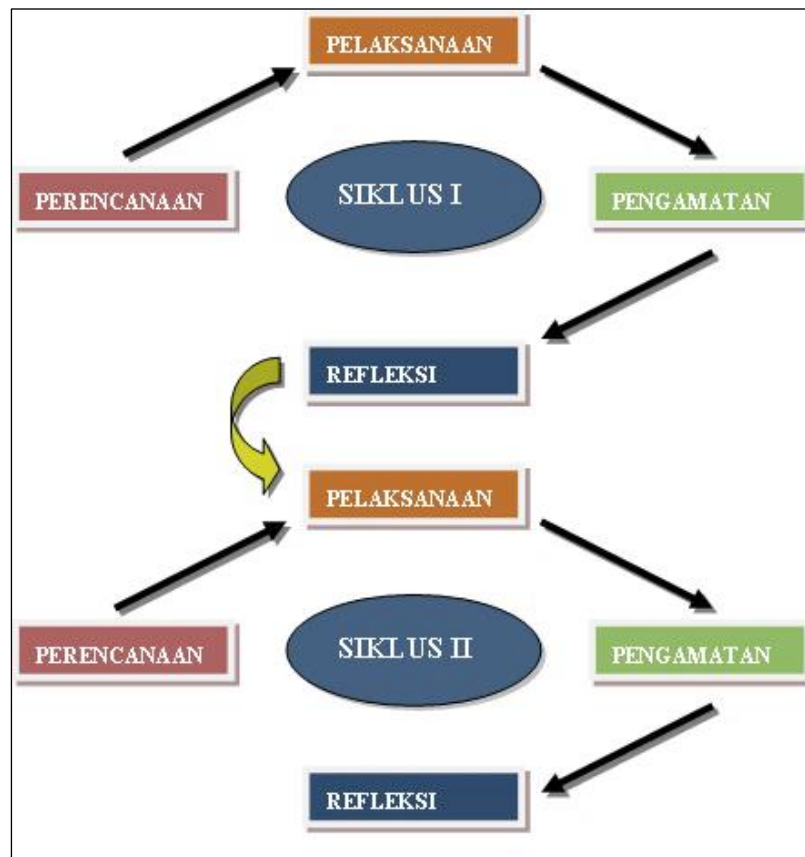 PELAKSANAAN
PERENCANAAN
SIKLUS I
PENGAMATAN
REFLEKSI
PELAKSANAAN
PERENCANAAN
SIKLUS II
PENGAMATAN
REFLEKSI